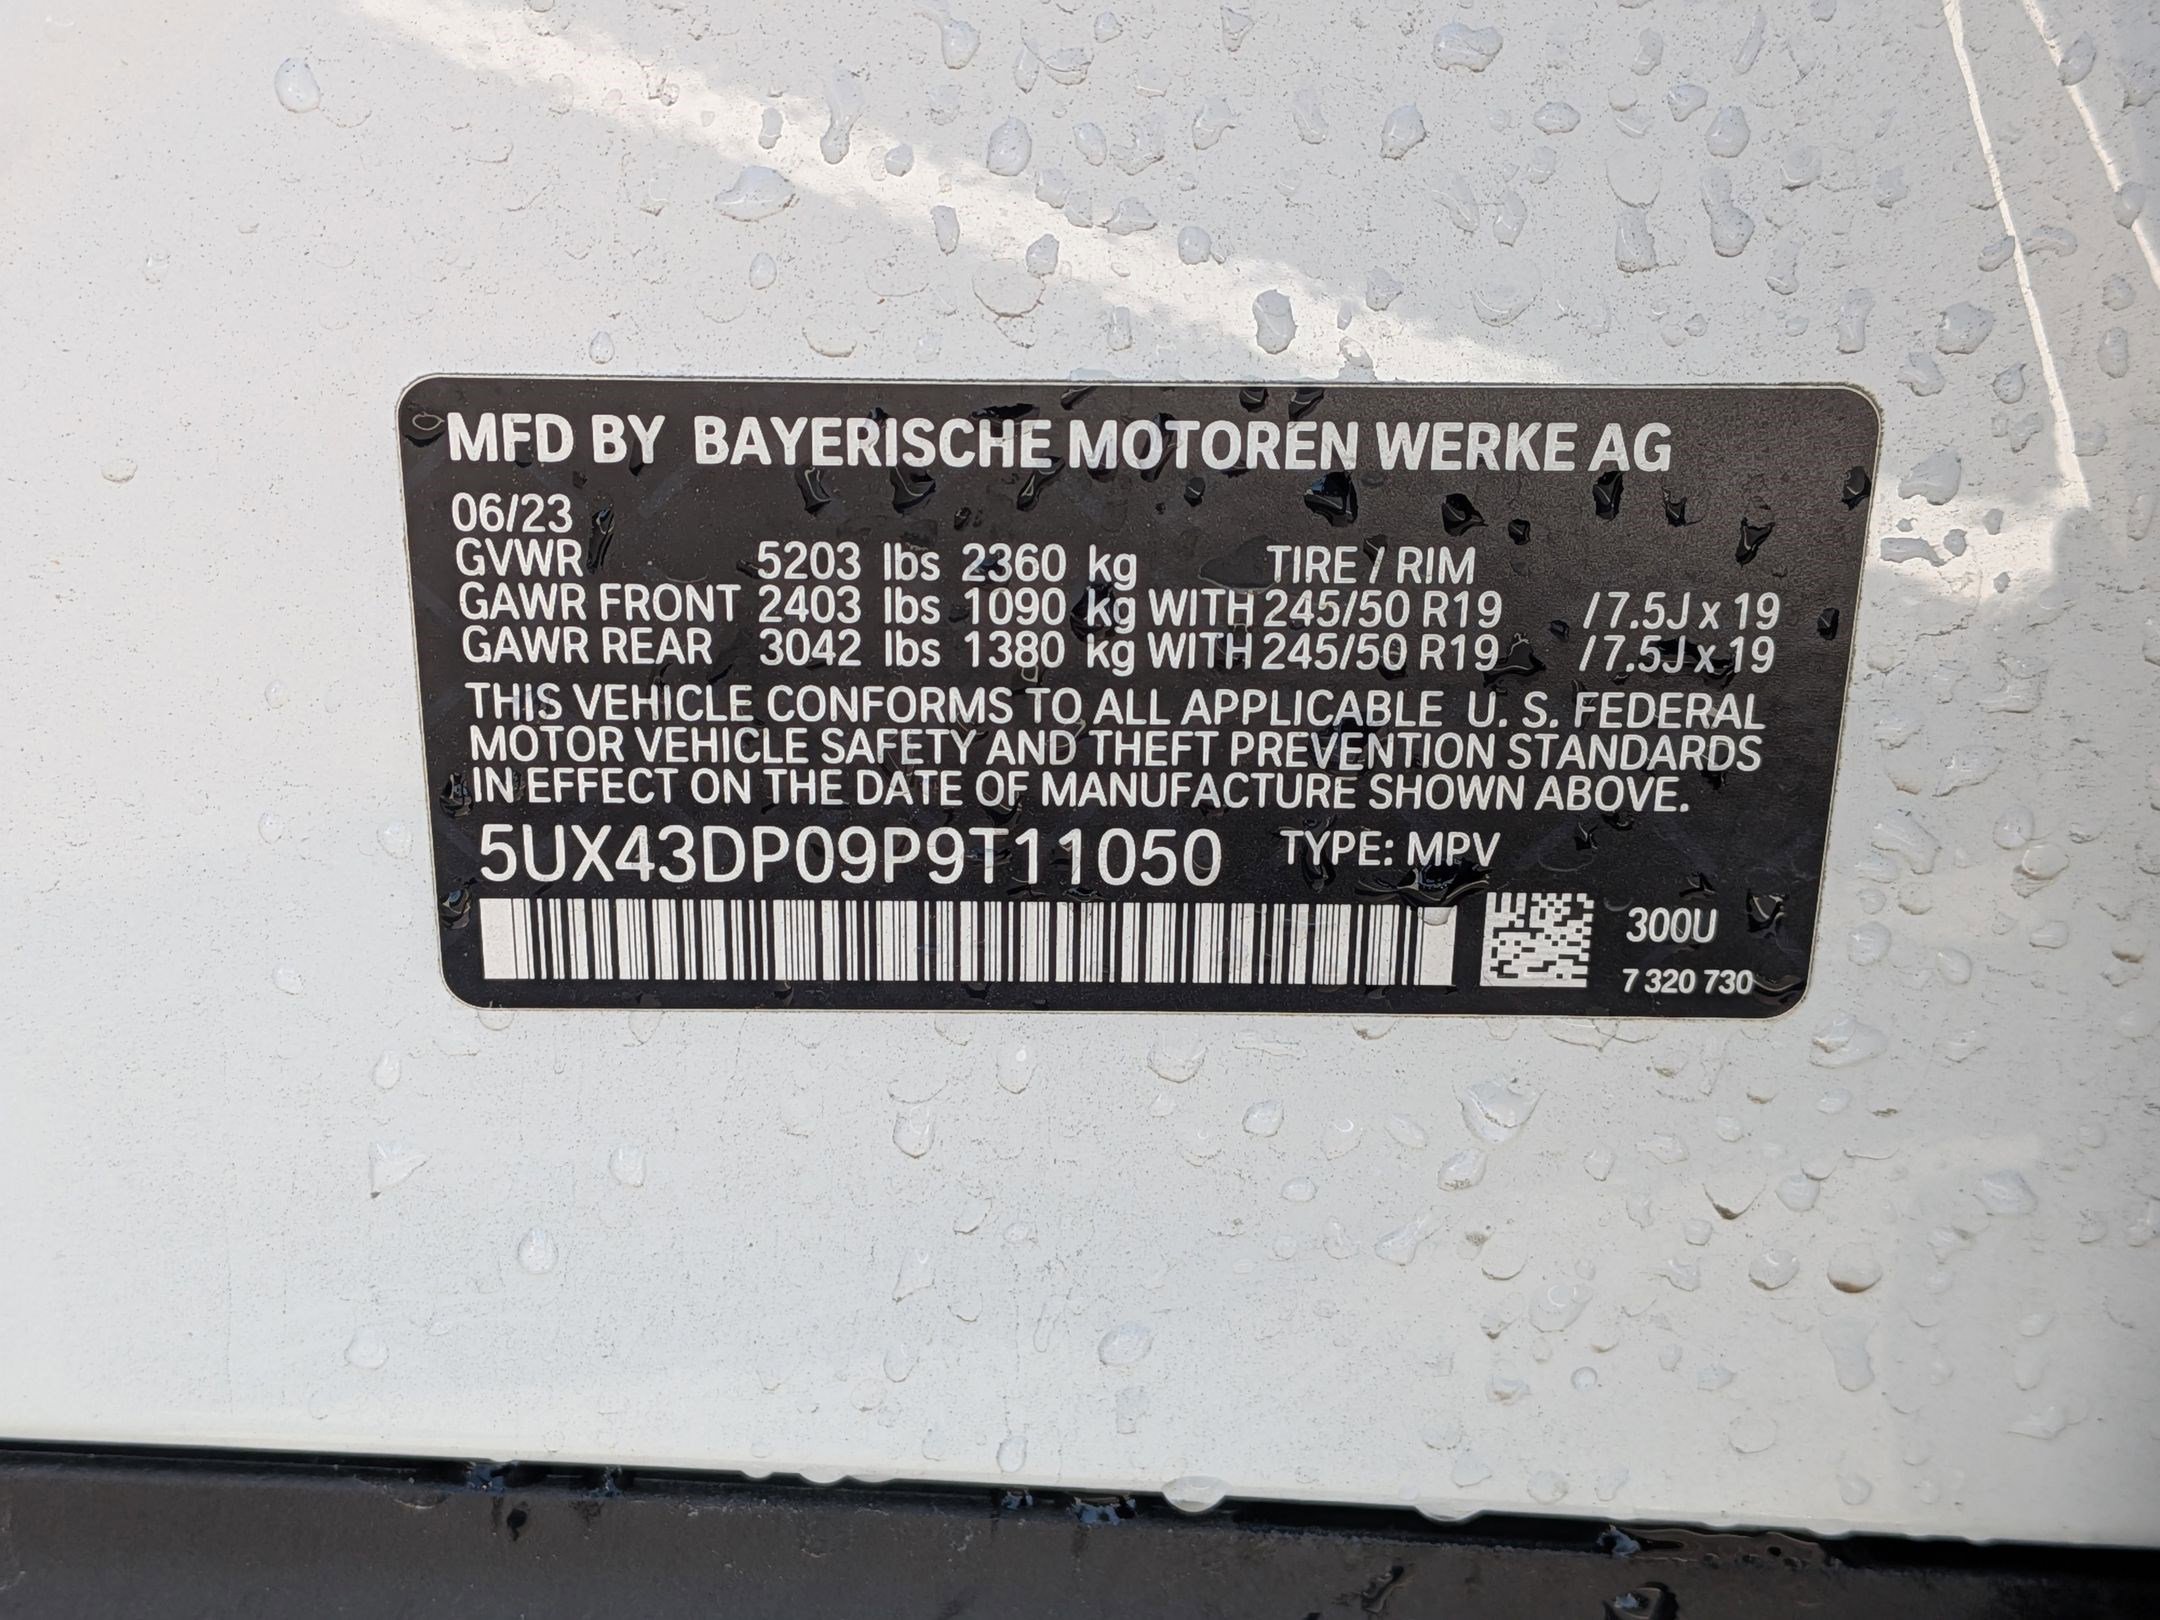 MFD BY BAYERISCHE MOTOREN WERKE AG
06/23
GVWR 5203 lbs 2360 kg TIRE / RIM
GAWR FRONT 2403 lbs 1090 kg WITH 245/50 R19 / 7.5J x 19
GAWR REAR 3042 lbs 1380 kg WITH 245/50 R19 / 7.5J x 19
THIS VEHICLE CONFORMS TO ALL APPLICABLE U. S. FEDERAL
MOTOR VEHICLE SAFETY AND THEFT PREVENTION STANDARDS
IN EFFECT ON THE DATE OF MANUFACTURE SHOWN ABOVE.
5UX43DP09P9T11050 TYPE: MPV
300U
7 320 730